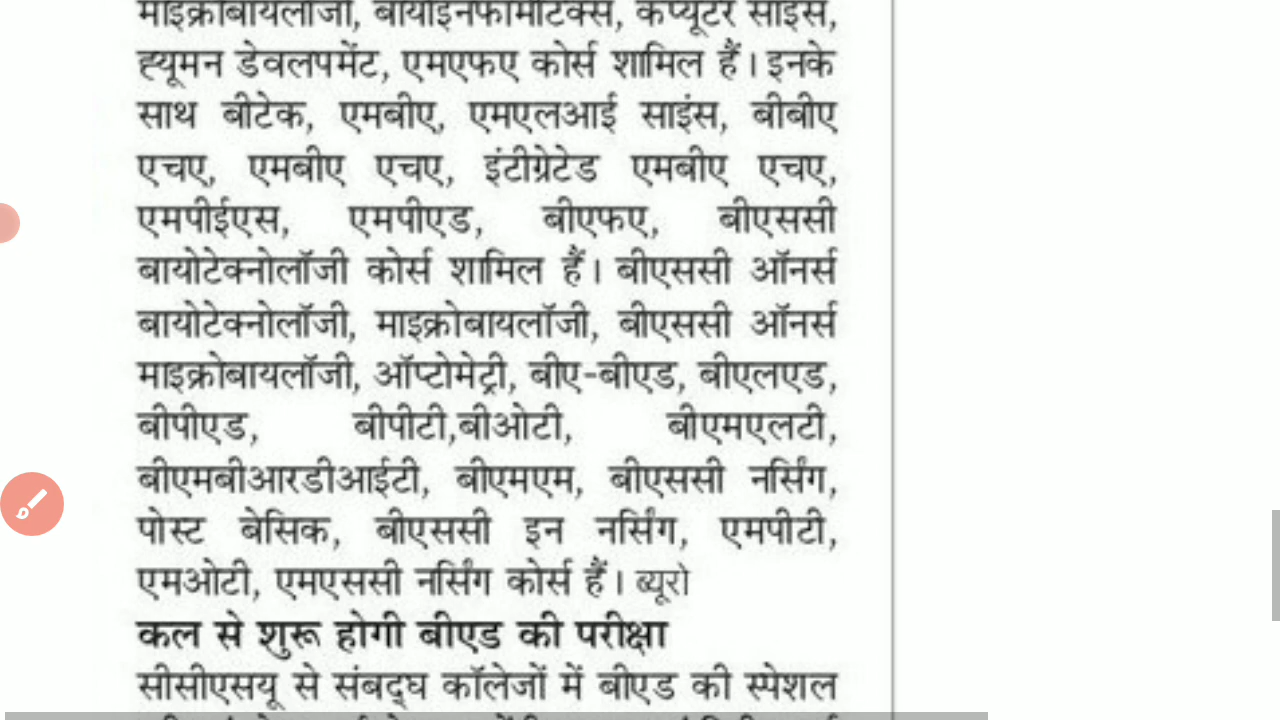 माइक्रोबायलॉजी, बायोइनफॉर्मेटिक्स, कंप्यूटर साइंस,
ह्यूमन डेवलपमेंट, एमएफए कोर्स शामिल हैं। इनके
साथ बीटेक, एमबीए, एमएलआई साइंस, बीबीए
एचए, एमबीए एचए, इंटीग्रेटेड एमबीए एचए,
एमपीईएस, एमपीएड, बीएफए, बीएससी
बायोटेक्नोलॉजी कोर्स शामिल हैं। बीएससी ऑनर्स
बायोटेक्नोलॉजी, माइक्रोबायलॉजी, बीएससी ऑनर्स
माइक्रोबायलॉजी, ऑप्टोमेट्री, बीए-बीएड, बीएलएड,
बीपीएड, बीपीटी,बीओटी, बीएमएलटी,
बीएमबीआरडीआईटी, बीएमएम, बीएससी नर्सिंग,
पोस्ट बेसिक, बीएससी इन नर्सिंग, एमपीटी,
एमओटी, एमएससी नर्सिंग कोर्स हैं। ब्यूरो
कल से शुरू होगी बीएड की परीक्षा
सीसीएसयू से संबद्घ कॉलेजों में बीएड की स्पेशल